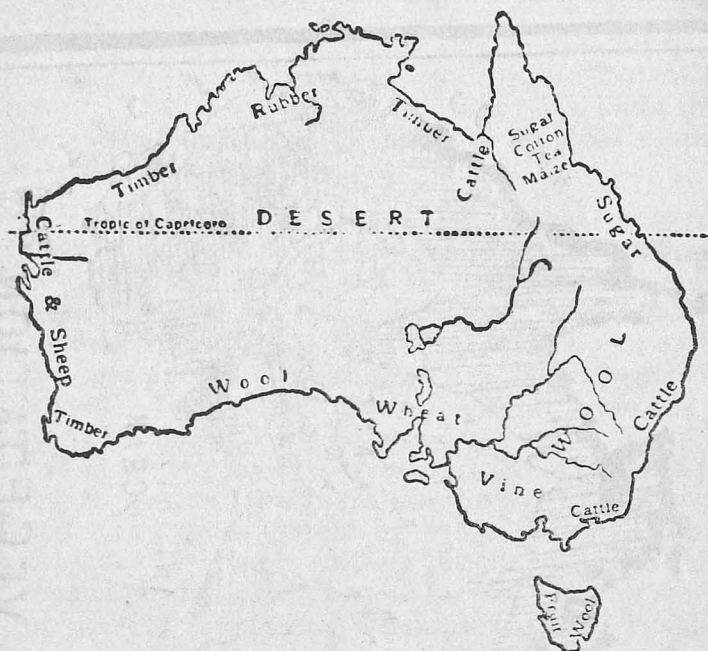 Rubber
Timber
Timber
Cattle
Sugar
Cotton
Tea
Maize
Sugar
Tropic of Capricorn
DESERT
Cattle & Sheep
Timber
Wool
Wheat
WOOL
Cattle
Vine
Cattle
Fruit
Wool